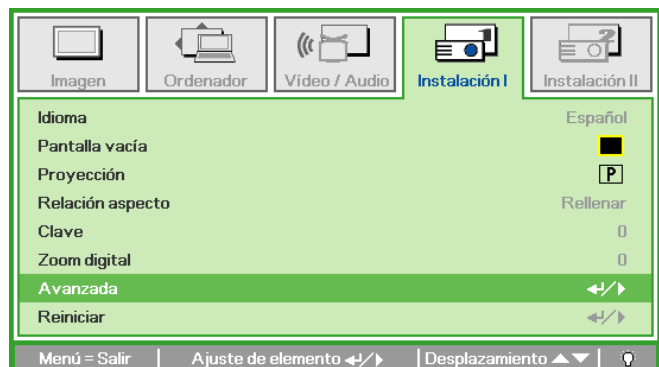 Imagen Ordenador Vídeo / Audio Instalación I Instalación II
Idioma Español
Pantalla vacía
Proyección P
Relación aspecto Rellenar
Clave 0
Zoom digital 0
Avanzada
Reiniciar
Menú = Salir Ajuste de elemento Desplazamiento